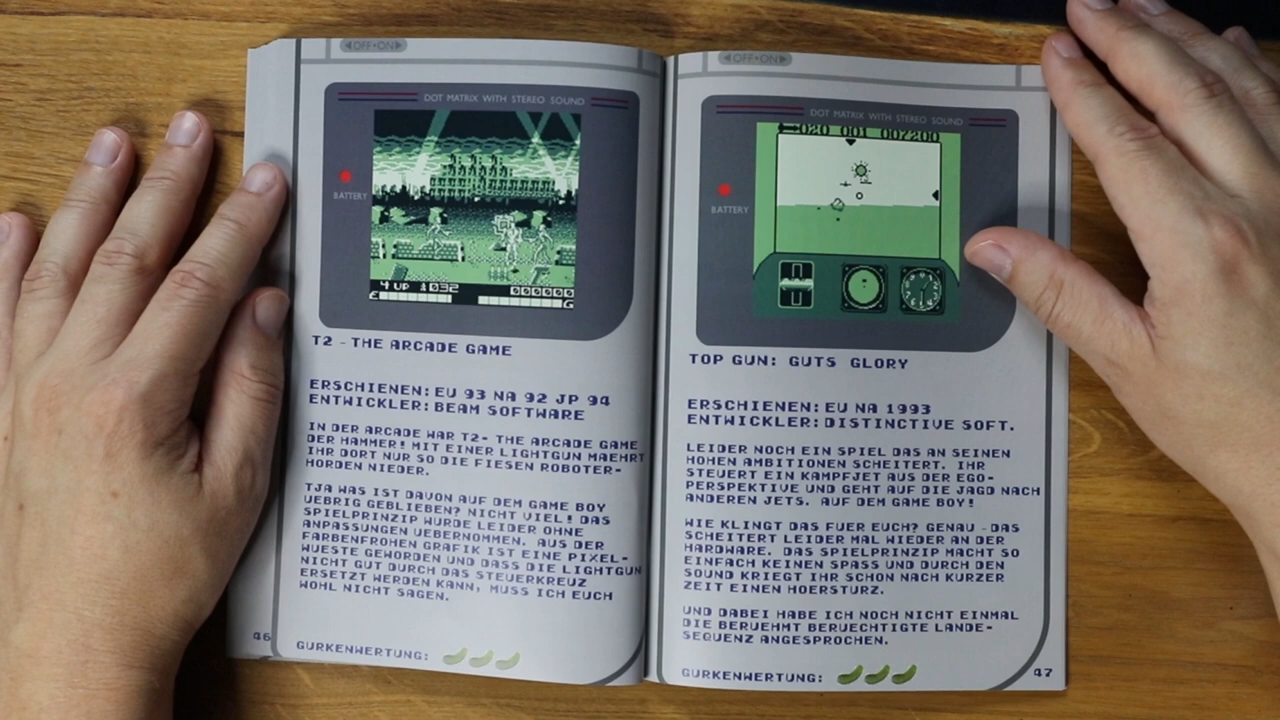 ◀OFF•ON▶
DOT MATRIX WITH STEREO SOUND
BATTERY
4 UP 1032
000000
E
G
T2 - THE ARCADE GAME
ERSCHIENEN: EU 93 NA 92 JP 94
ENTWICKLER: BEAM SOFTWARE
IN DER ARCADE WAR T2- THE ARCADE GAME
DER HAMMER! MIT EINER LIGHTGUN MAEHRT
IHR DORT NUR SO DIE FIESEN ROBOTER-
HORDEN NIEDER.
TJA WAS IST DAVON AUF DEM GAME BOY
UEBRIG GEBLIEBEN? NICHT VIEL! DAS
SPIELPRINZIP WURDE LEIDER OHNE
ANPASSUNGEN UEBERNOMMEN. AUS DER
FARBENFROHEN GRAFIK IST EINE PIXEL-
WUESTE GEWORDEN UND DASS DIE LIGHTGUN
NICHT GUT DURCH DAS STEUERKREUZ
ERSETZT WERDEN KANN, MUSS ICH EUCH
WOHL NICHT SAGEN.
GURKENWERTUNG:
46
◀OFF•ON▶
DOT MATRIX WITH STEREO SOUND
020 001 007200
BATTERY
TOP GUN: GUTS GLORY
ERSCHIENEN: EU NA 1993
ENTWICKLER: DISTINCTIVE SOFT.
LEIDER NOCH EIN SPIEL DAS AN SEINEN
HOHEN AMBITIONEN SCHEITERT. IHR
STEUERT EIN KAMPFJET AUS DER EGO-
PERSPEKTIVE UND GEHT AUF DIE JAGD NACH
ANDEREN JETS. AUF DEM GAME BOY!
WIE KLINGT DAS FUER EUCH? GENAU -DAS
SCHEITERT LEIDER MAL WIEDER AN DER
HARDWARE. DAS SPIELPRINZIP MACHT SO
EINFACH KEINEN SPASS UND DURCH DEN
SOUND KRIEGT IHR SCHON NACH KURZER
ZEIT EINEN HOERSTURZ.
UND DABEI HABE ICH NOCH NICHT EINMAL
DIE BERUEHMT BERUECHTIGTE LANDE-
SEQUENZ ANGESPROCHEN.
GURKENWERTUNG:
47